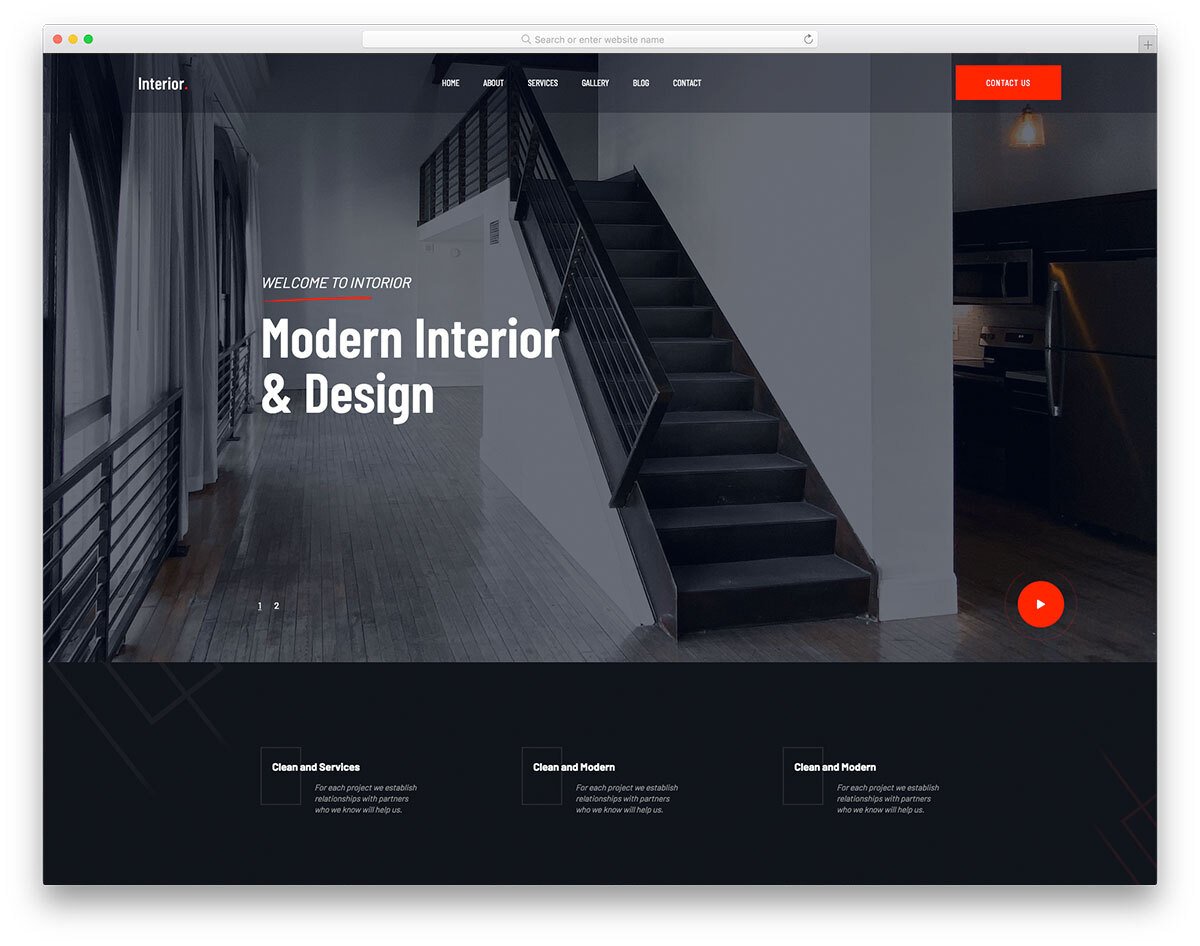 Search or enter website name
Interior.
HOME ABOUT SERVICES GALLERY BLOG CONTACT
CONTACT US
WELCOME TO INTORIOR
Modern Interior
& Design
1 2
Clean and Services
For each project we establish
relationships with partners
who we know will help us.
Clean and Modern
For each project we establish
relationships with partners
who we know will help us.
Clean and Modern
For each project we establish
relationships with partners
who we know will help us.